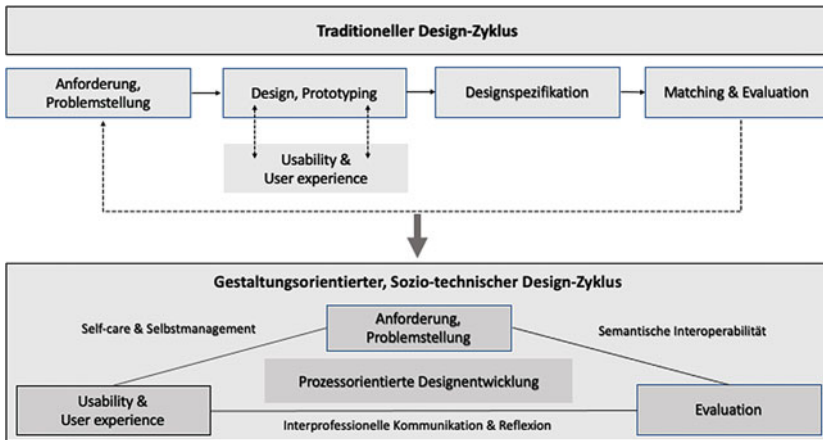 Traditioneller Design-Zyklus
Anforderung,
Problemstellung
Design, Prototyping
Designspezifikation
Matching & Evaluation
Usability &
User experience
Gestaltungsorientierter, Sozio-technischer Design-Zyklus
Self-care & Selbstmanagement
Anforderung,
Problemstellung
Semantische Interoperabilität
Prozessorientierte Designentwicklung
Usability &
User experience
Interprofessionelle Kommunikation & Reflexion
Evaluation